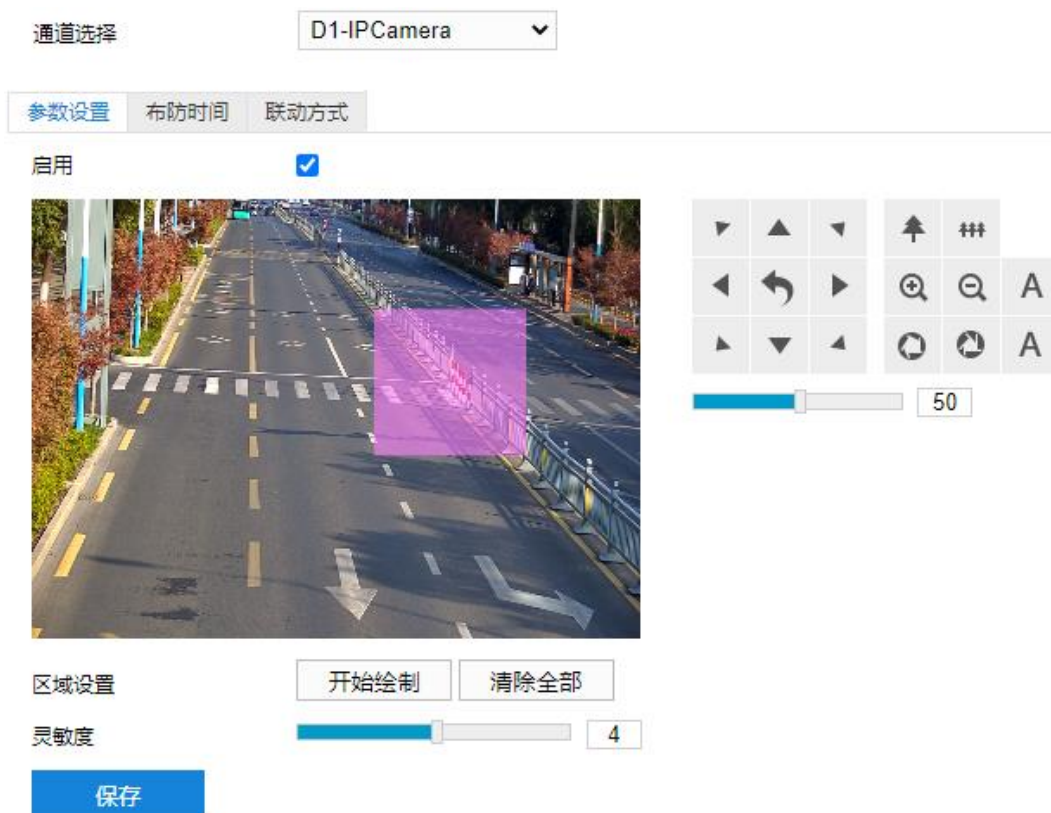 通道选择 D1-IPCamera
参数设置 布防时间 联动方式
启用
A
A
50
区域设置 开始绘制 清除全部
灵敏度 4
保存